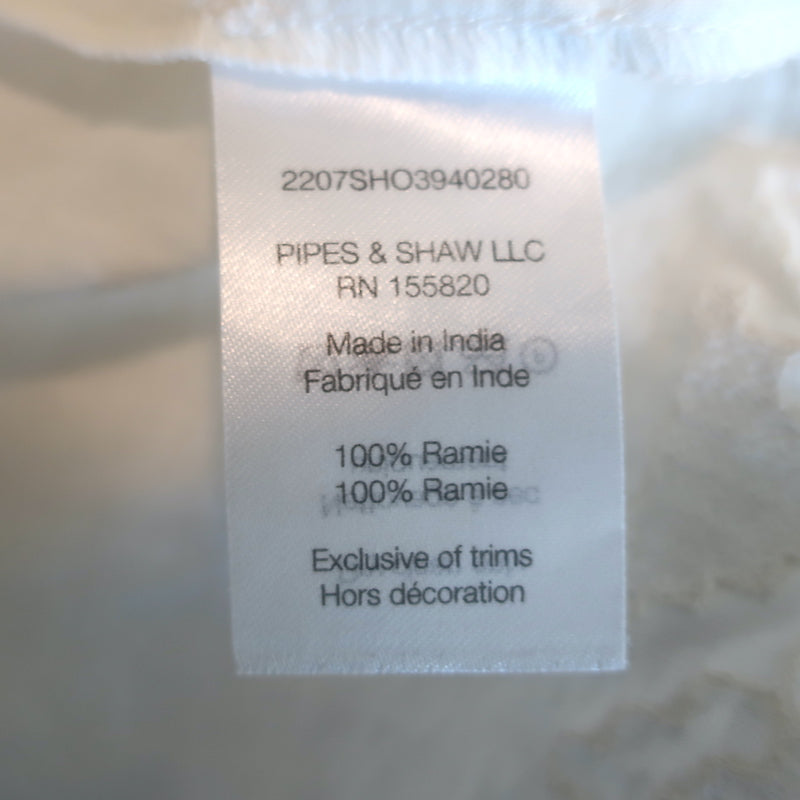 2207SHO3940280
PIPES & SHAW LLC
RN 155820
Made in India
Fabriqué en Inde
100% Ramie
100% Ramie
Exclusive of trims
Hors décoration